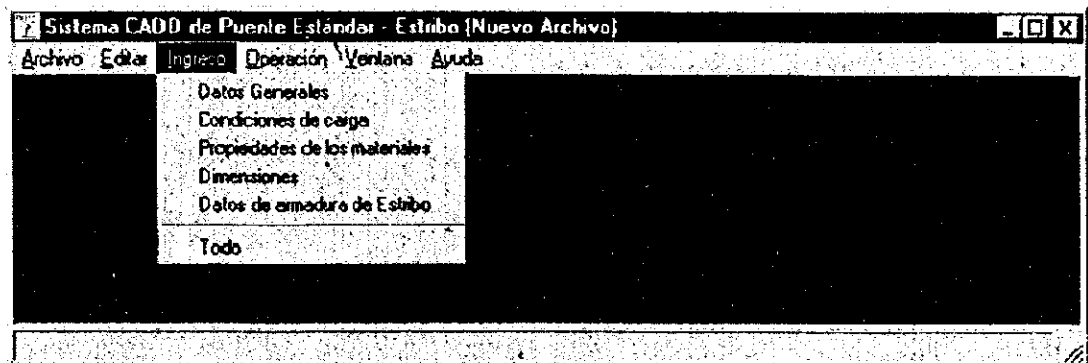 Sistema CADD de Puente Estándar - Estribo {Nuevo Archivo}
Archivo Editar Ingreso Operación Ventana Ayuda
Datos Generales
Condiciones de carga
Propiedades de los materiales
Dimensiones
Datos de armadura de Estribo
Todo